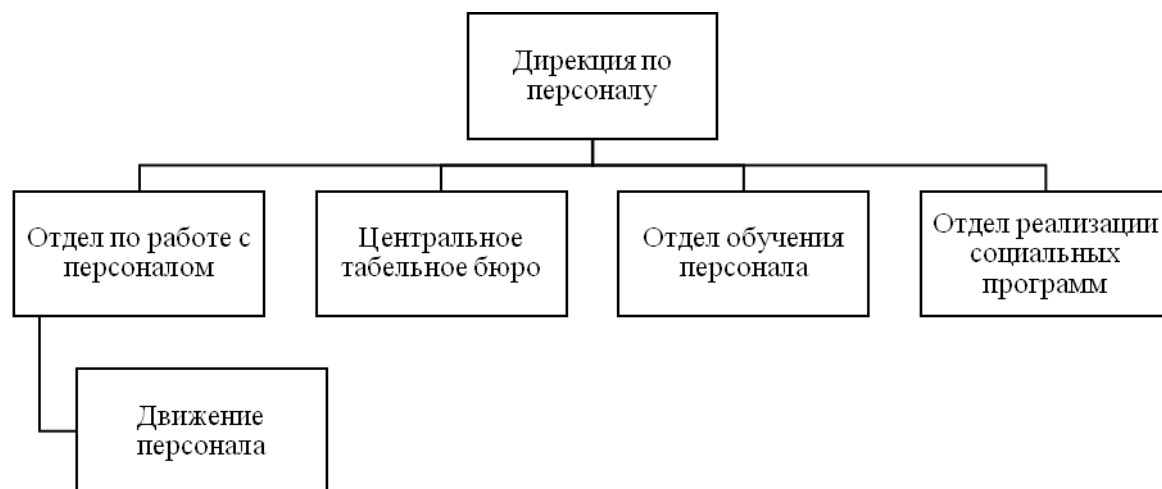 Дирекция по
персоналу
Отдел по работе с
персоналом
Центральное
табельное бюро
Отдел обучения
персонала
Отдел реализации
социальных
программ
Движение
персонала